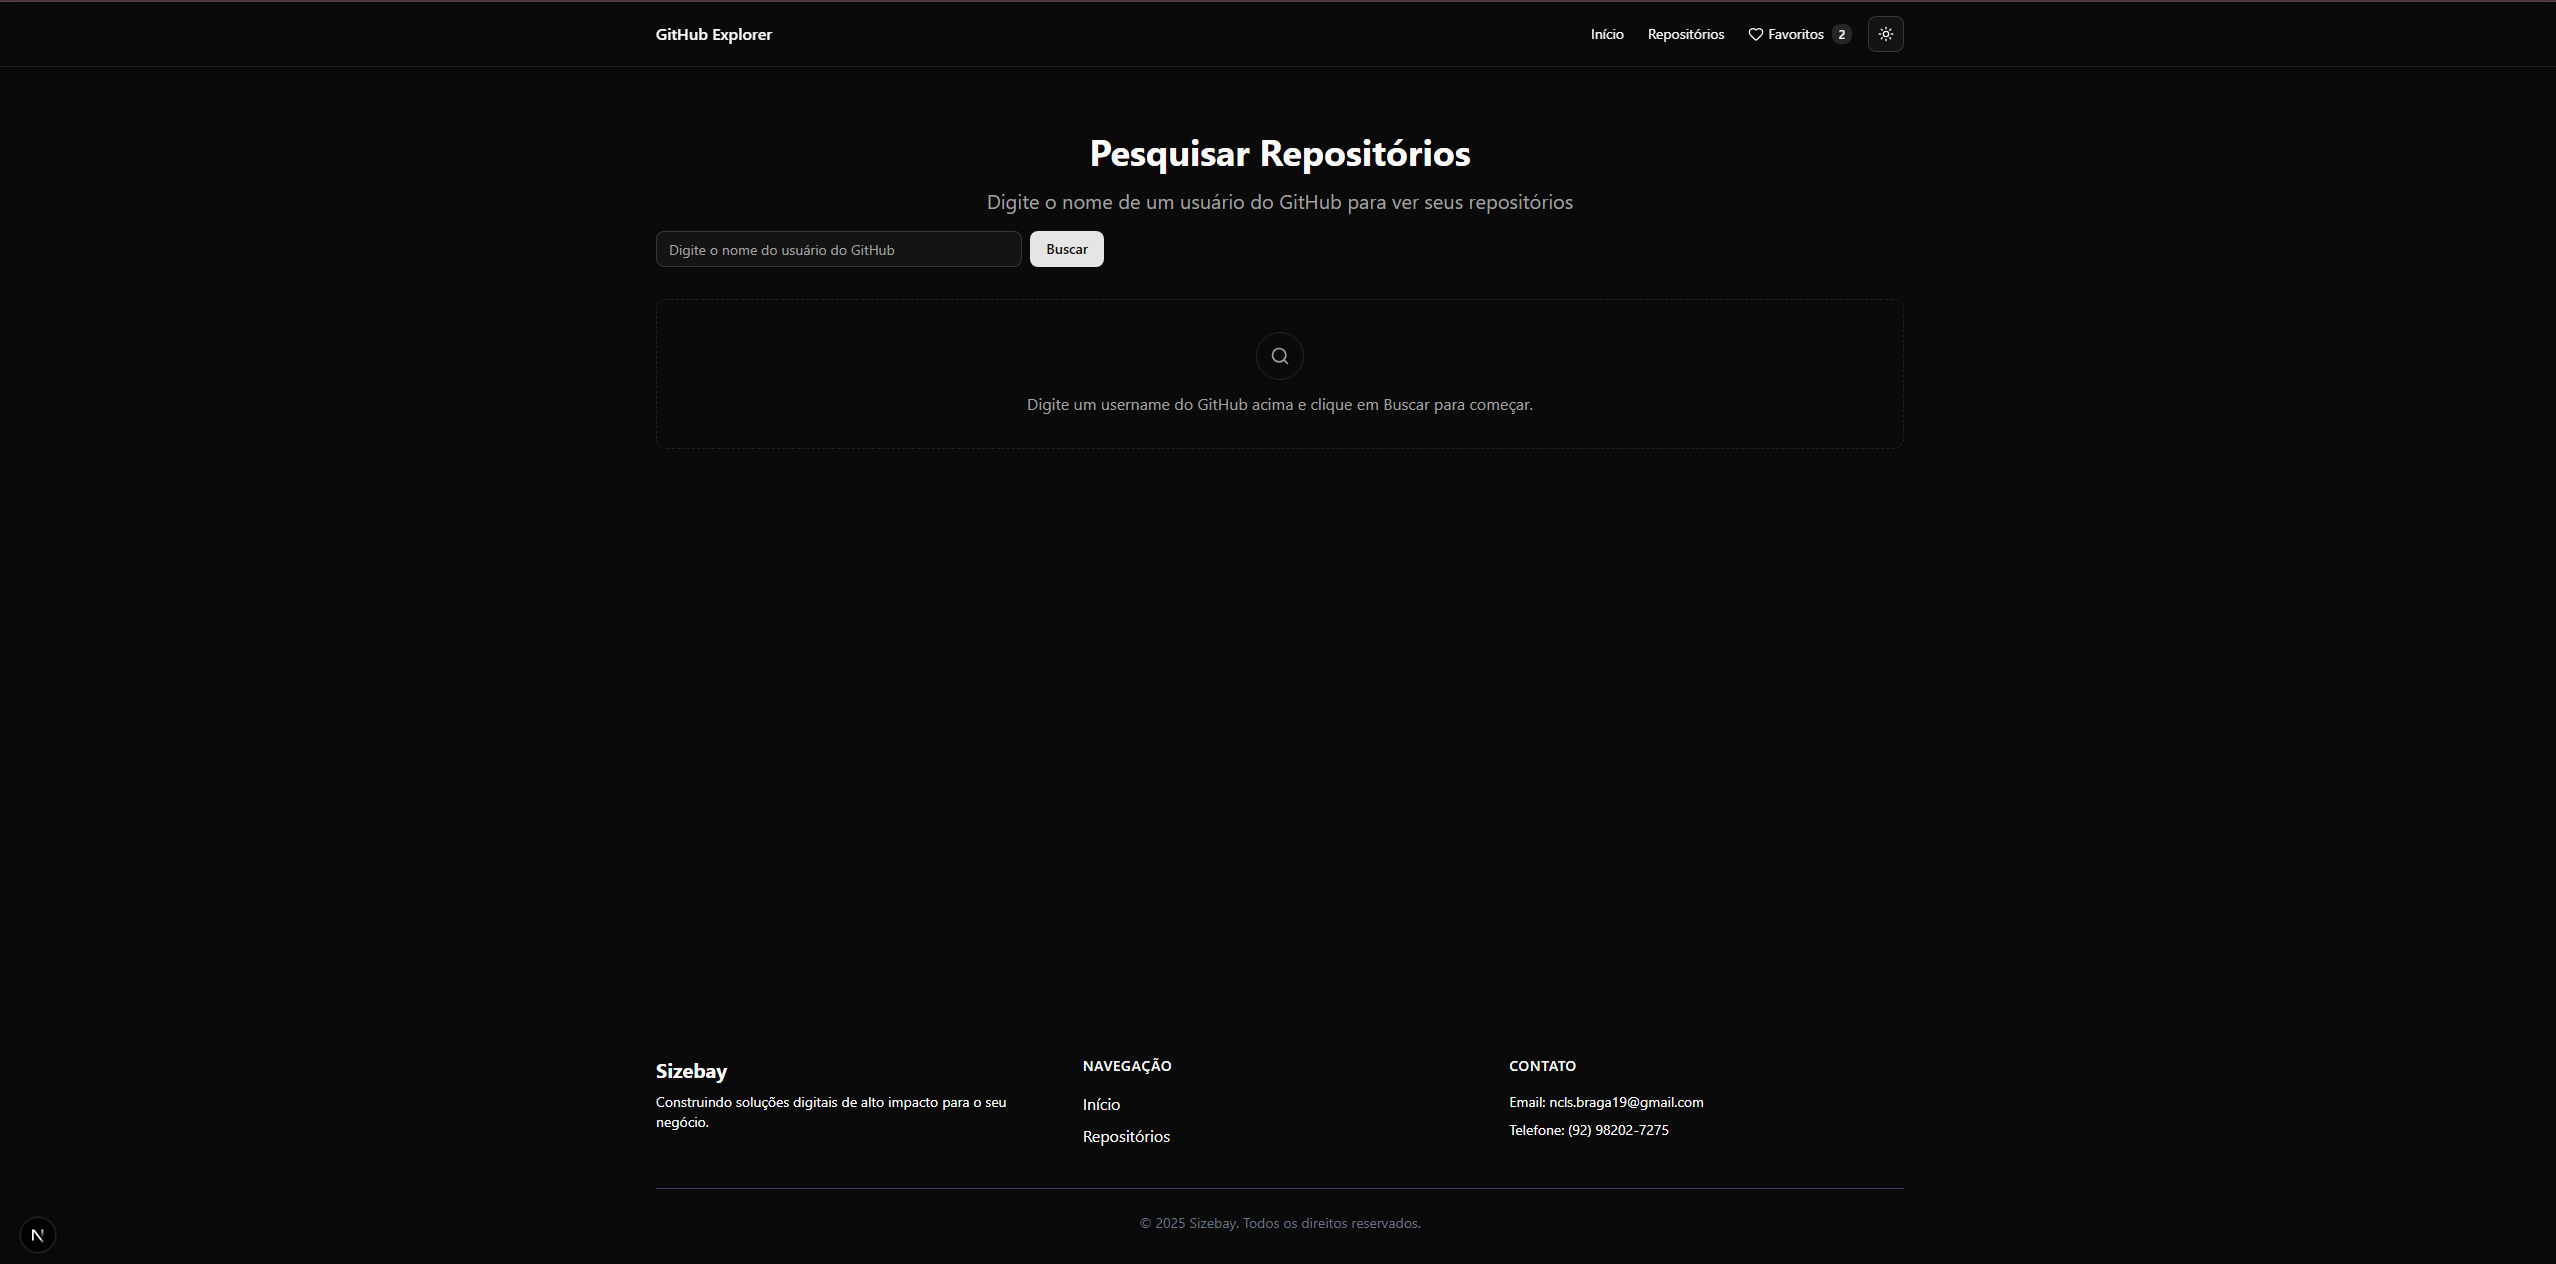 GitHub Explorer
Início
Repositórios
Favoritos
2
Pesquisar Repositórios
Digite o nome de um usuário do GitHub para ver seus repositórios
Digite o nome do usuário do GitHub
Buscar
Digite um username do GitHub acima e clique em Buscar para começar.
Sizebay
Construindo soluções digitais de alto impacto para o seu
negócio.
NAVEGAÇÃO
Início
Repositórios
CONTATO
Email: ncls.braga19@gmail.com
Telefone: (92) 98202-7275
© 2025 Sizebay. Todos os direitos reservados.
N